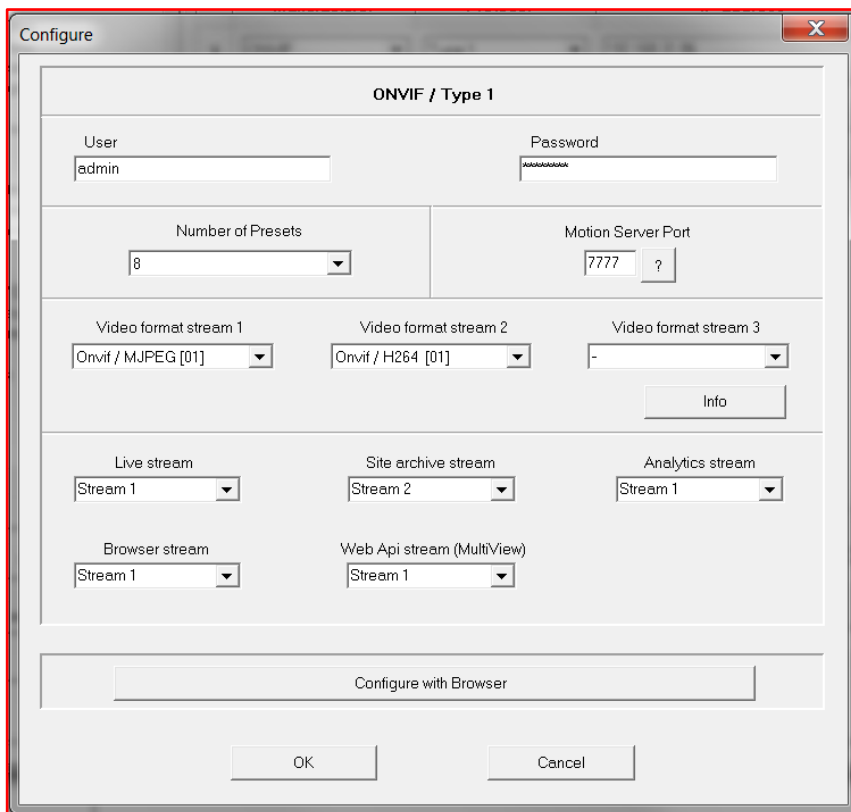 Configure
X
ONVIF / Type 1
User Password
admin *********
Number of Presets Motion Server Port
8 7777 ?
Video format stream 1 Video format stream 2 Video format stream 3
Onvif / MJPEG [01] Onvif / H264 [01] -
Info
Live stream Site archive stream Analytics stream
Stream 1 Stream 2 Stream 1
Browser stream Web Api stream (MultiView)
Stream 1 Stream 1
Configure with Browser
OK Cancel